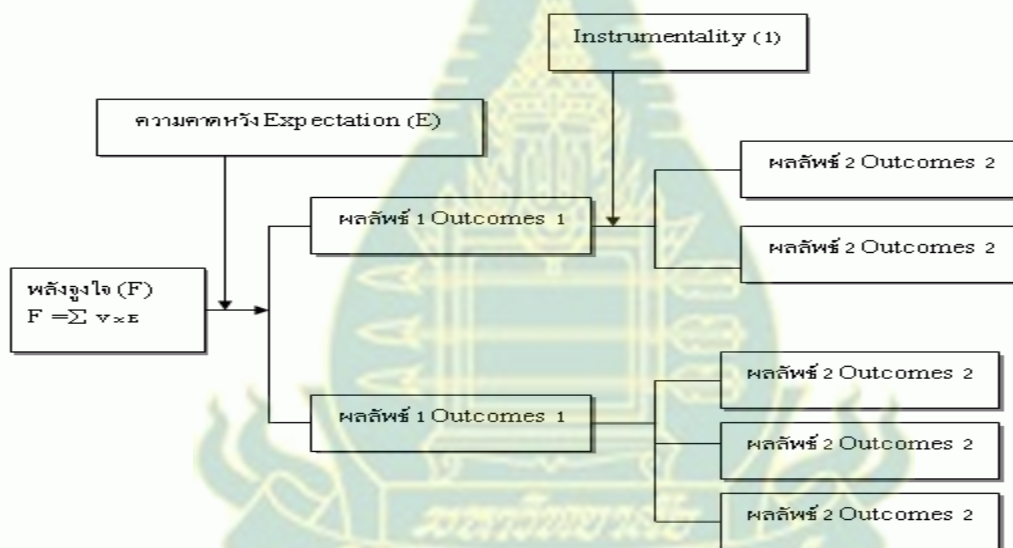 Instrumentality (1)
ความคาดหวัง Expectation (E)
ผลลัพธ์ 2 Outcomes 2
ผลลัพธ์ 1 Outcomes 1
ผลลัพธ์ 2 Outcomes 2
พลังจูงใจ (F)
F =∑ V×E
ผลลัพธ์ 2 Outcomes 2
ผลลัพธ์ 1 Outcomes 1
ผลลัพธ์ 2 Outcomes 2
ผลลัพธ์ 2 Outcomes 2